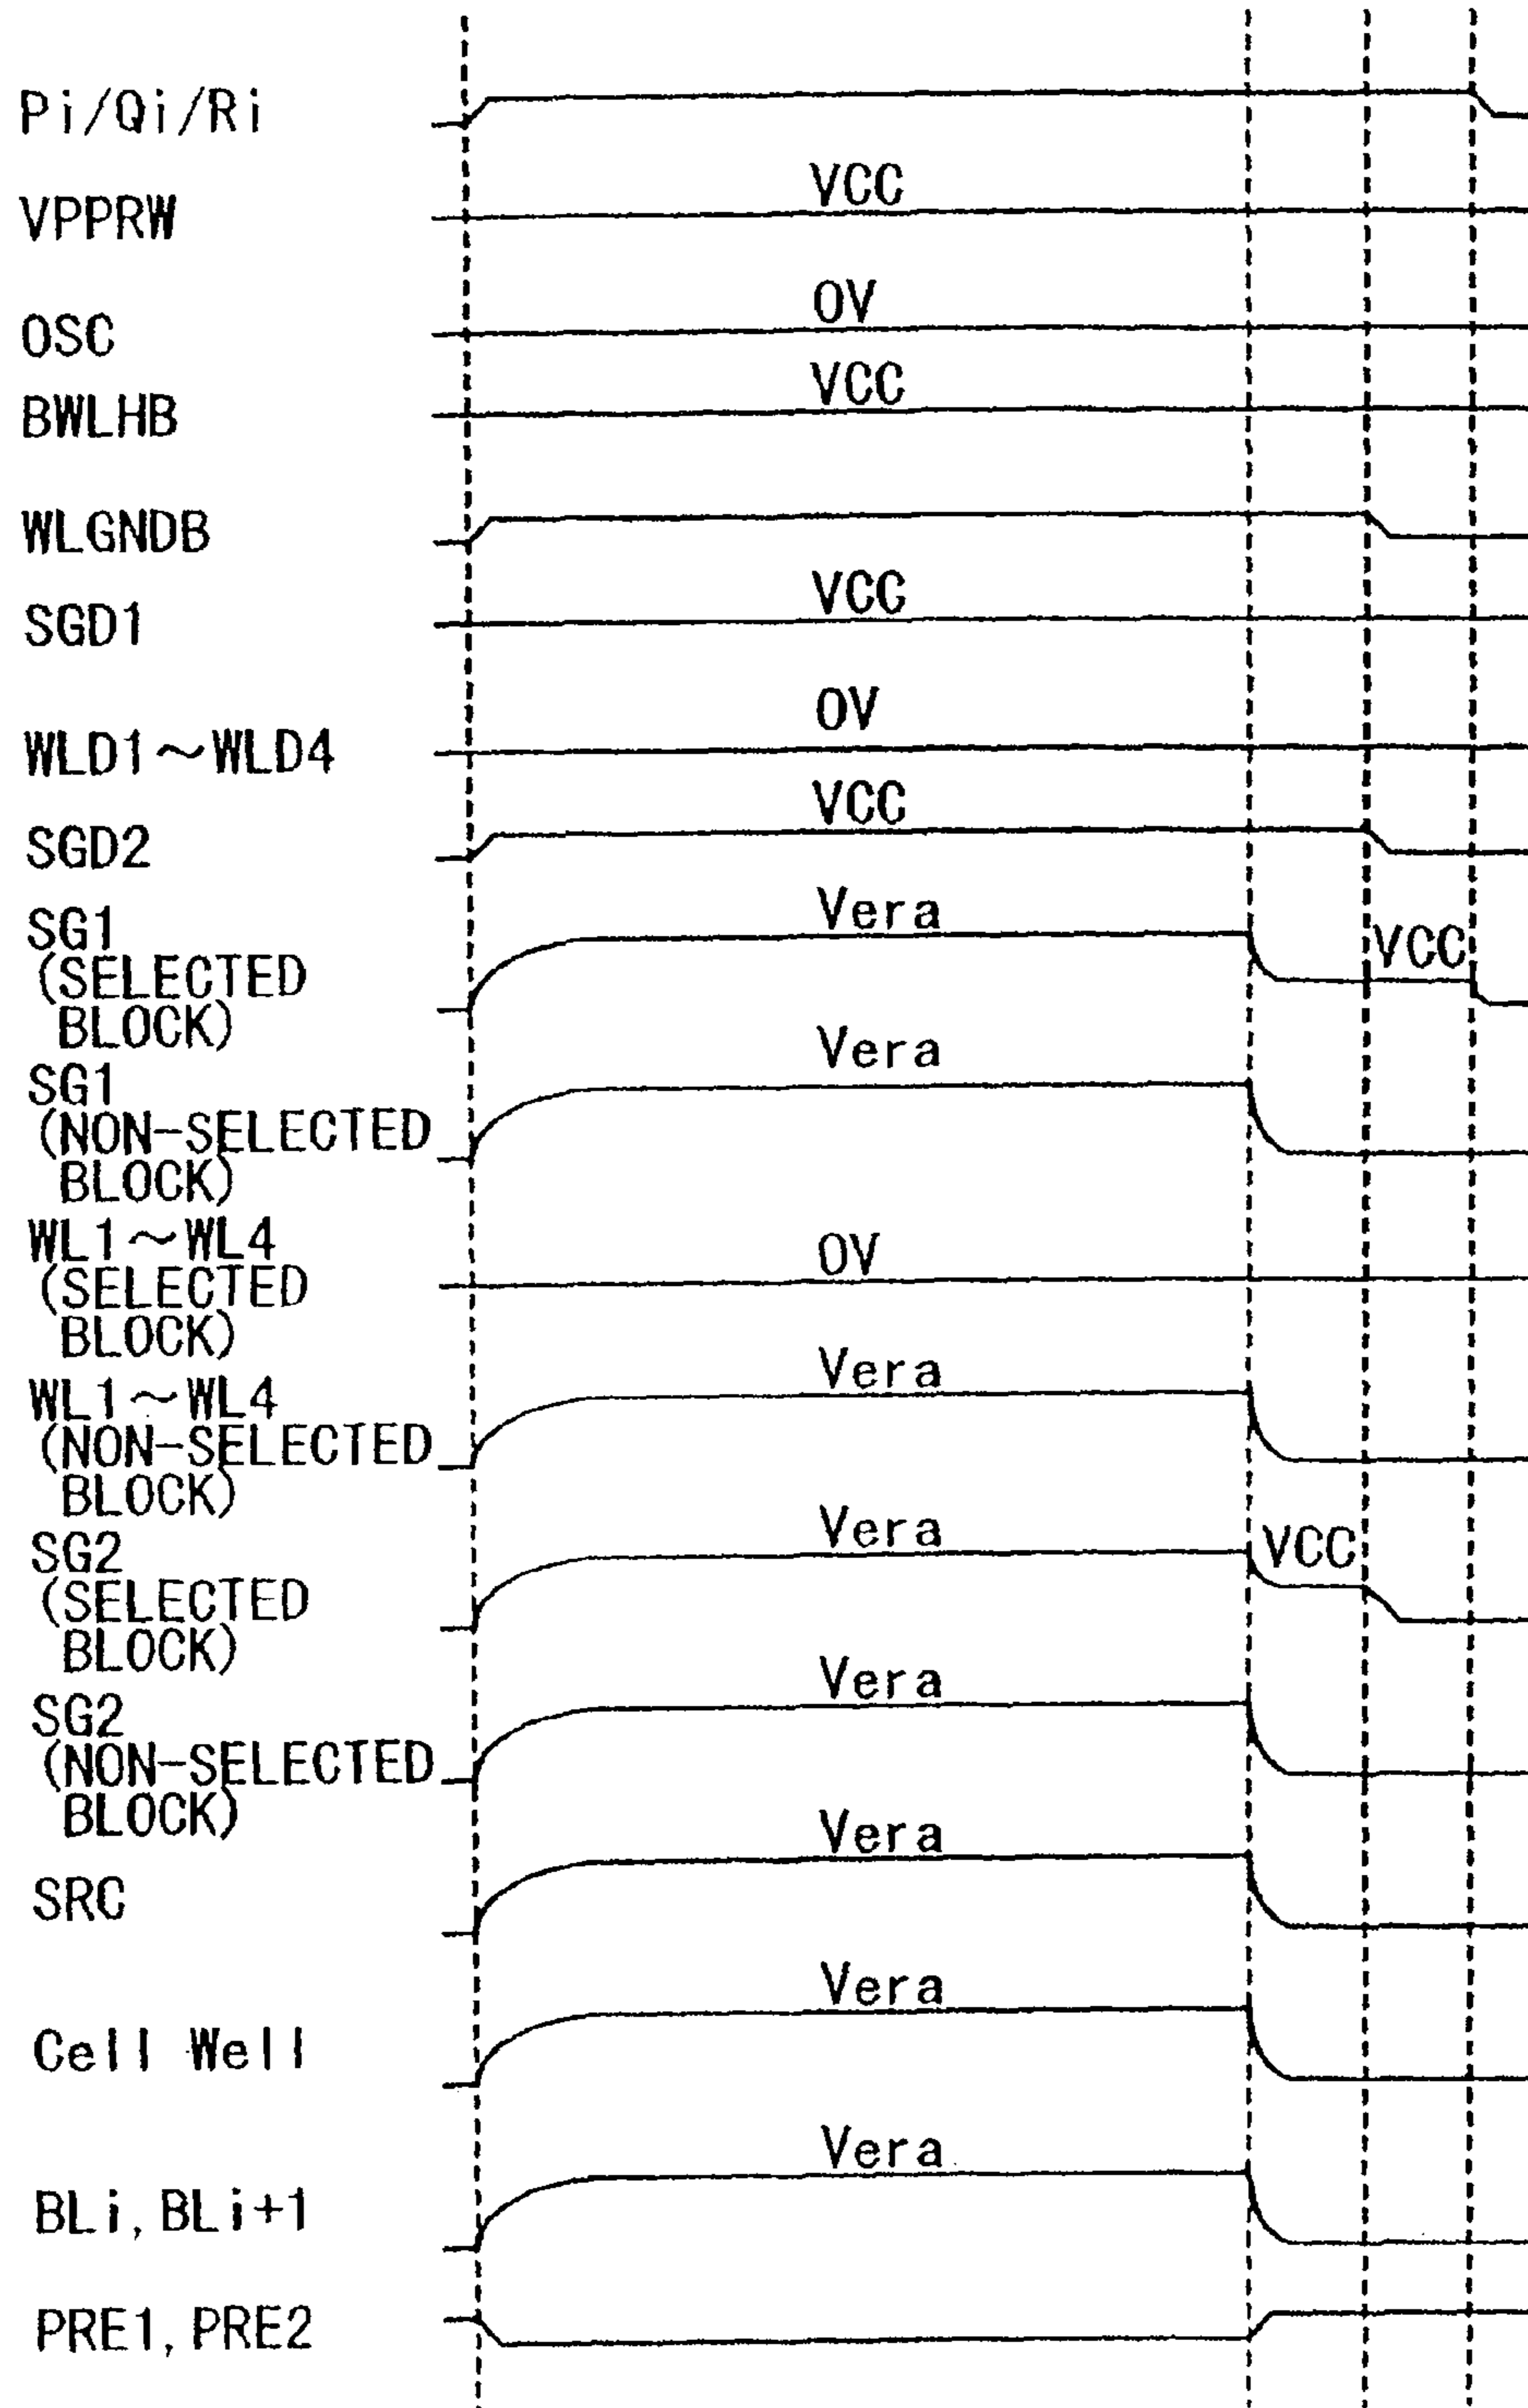 Pi/Qi/Ri
VPPRW
VCC
OSC
0V
BWLHB
VCC
WLGNDB
SGD1
VCC
WLD1～WLD4
0V
SGD2
VCC
SG1
(SELECTED
BLOCK)
Vera
VCC
SG1
(NON-SELECTED
BLOCK)
Vera
WL1～WL4
(SELECTED
BLOCK)
0V
WL1～WL4
(NON-SELECTED
BLOCK)
Vera
SG2
(SELECTED
BLOCK)
Vera
VCC
SG2
(NON-SELECTED
BLOCK)
Vera
SRC
Vera
Cell Well
Vera
BLi, BLi+1
Vera
PRE1, PRE2